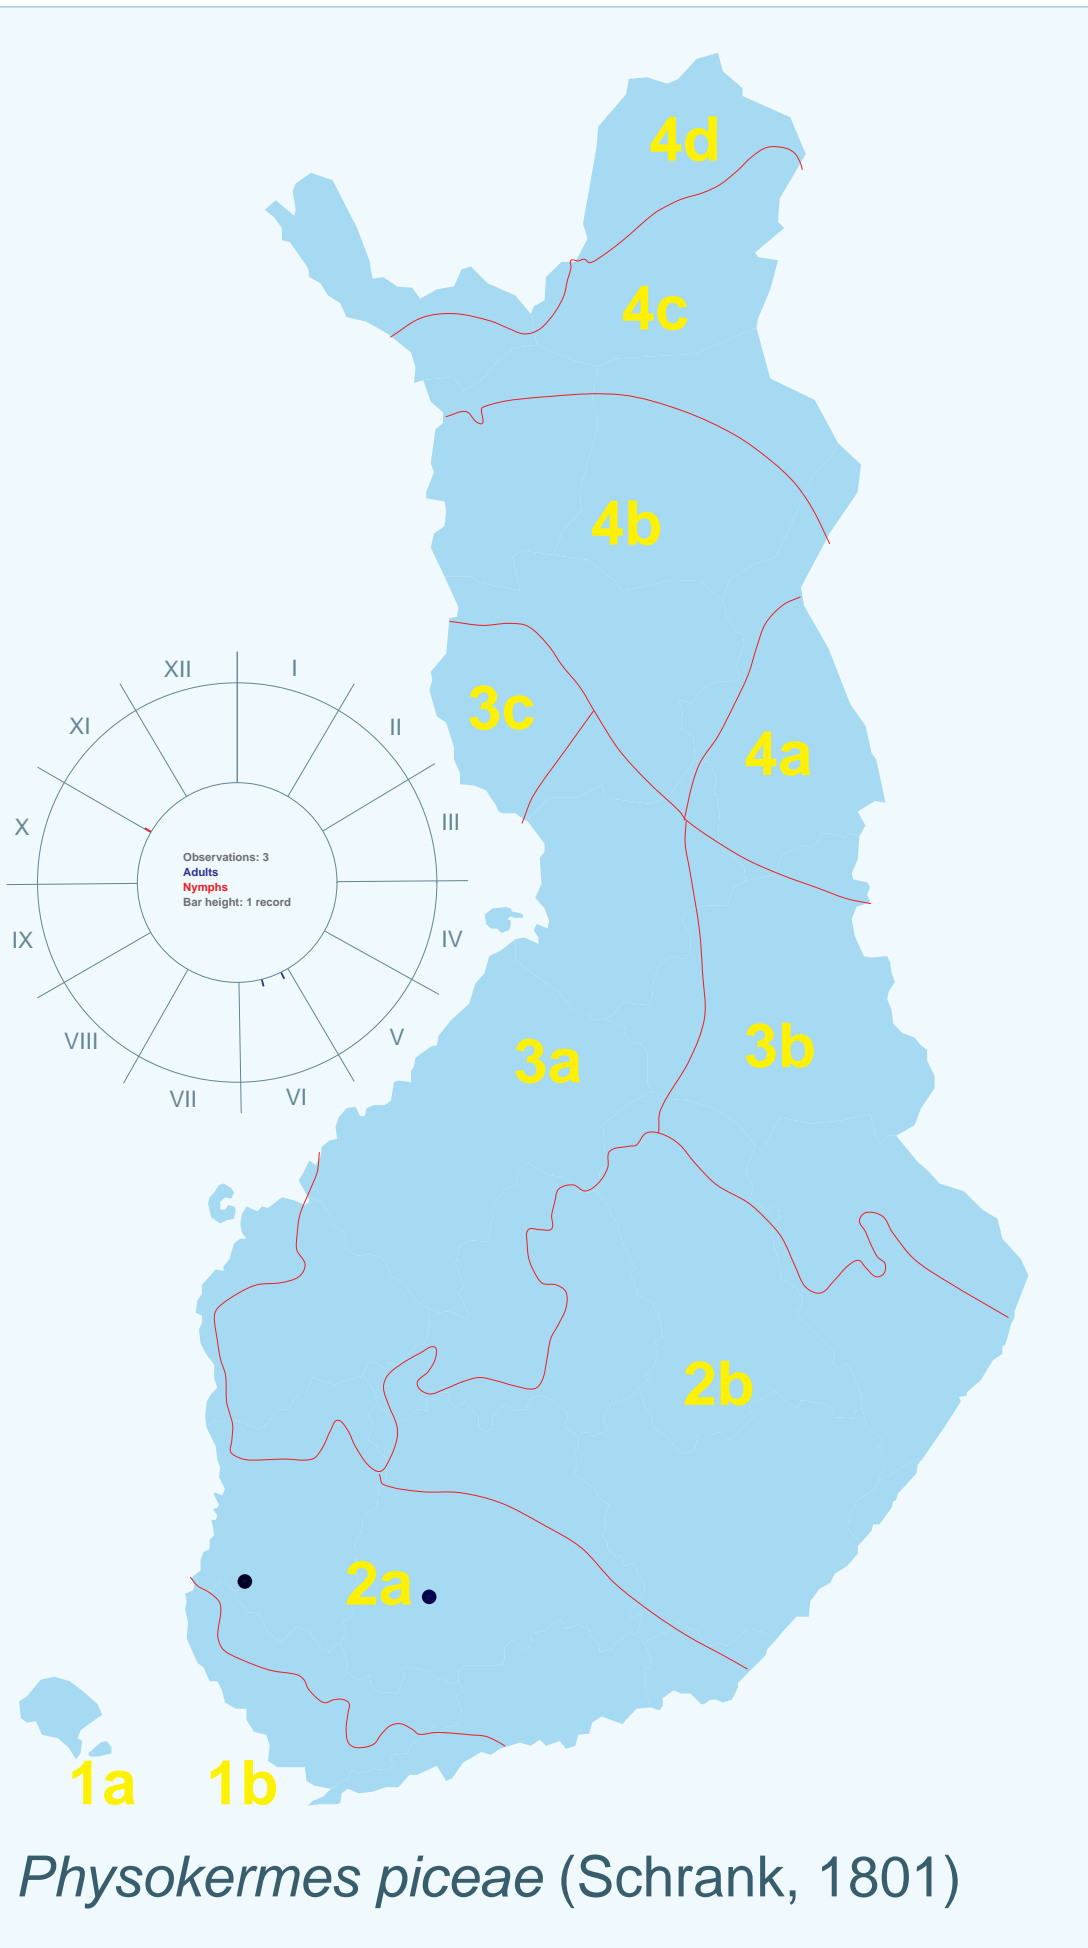 4d
4c
4b
3c
4a
XII
I
XI
II
X
III
Observations: 3
Adults
Nymphs
Bar height: 1 record
IX
IV
VIII
V
VII
VI
3a
3b
2b
2a
1a
1b
Physokermes piceae (Schrank, 1801)